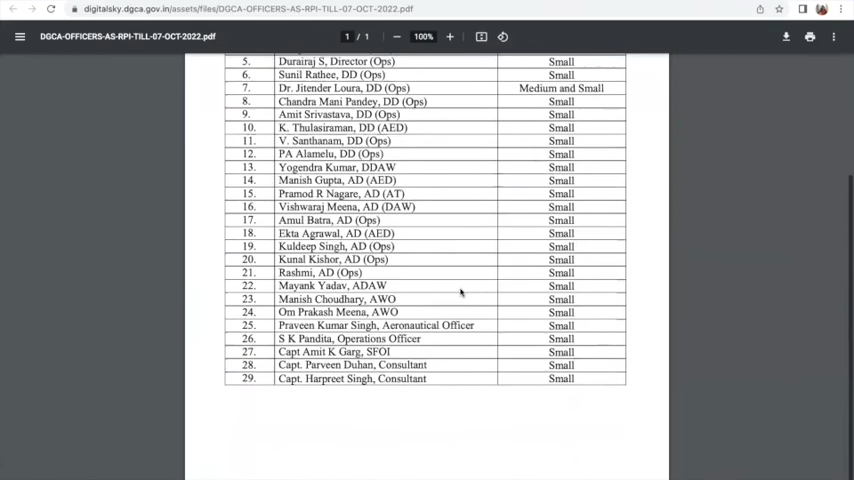 digitalsky.dgca.gov.in/assets/files/DGCA-OFFICERS-AS-RPI-TILL-07-OCT-2022.pdf
DGCA-OFFICERS-AS-RPI-TILL-07-OCT-2022.pdf 1 / 1 100%
5. Durairaj S, Director (Ops) Small
6. Sunil Rathee, DD (Ops) Small
7. Dr. Jitender Loura, DD (Ops) Medium and Small
8. Chandra Mani Pandey, DD (Ops) Small
9. Amit Srivastava, DD (Ops) Small
10. K. Thulasiraman, DD (AED) Small
11. V. Santhanam, DD (Ops) Small
12. PA Alamelu, DD (Ops) Small
13. Yogendra Kumar, DDAW Small
14. Manish Gupta, AD (AED) Small
15. Pramod R Nagare, AD (AT) Small
16. Vishwaraj Meena, AD (DAW) Small
17. Amul Batra, AD (Ops) Small
18. Ekta Agrawal, AD (AED) Small
19. Kuldeep Singh, AD (Ops) Small
20. Kunal Kishor, AD (Ops) Small
21. Rashmi, AD (Ops) Small
22. Mayank Yadav, ADAW Small
23. Manish Choudhary, AWO Small
24. Om Prakash Meena, AWO Small
25. Praveen Kumar Singh, Aeronautical Officer Small
26. S K Pandita, Operations Officer Small
27. Capt Amit K Garg, SFOI Small
28. Capt. Parveen Duhan, Consultant Small
29. Capt. Harpreet Singh, Consultant Small